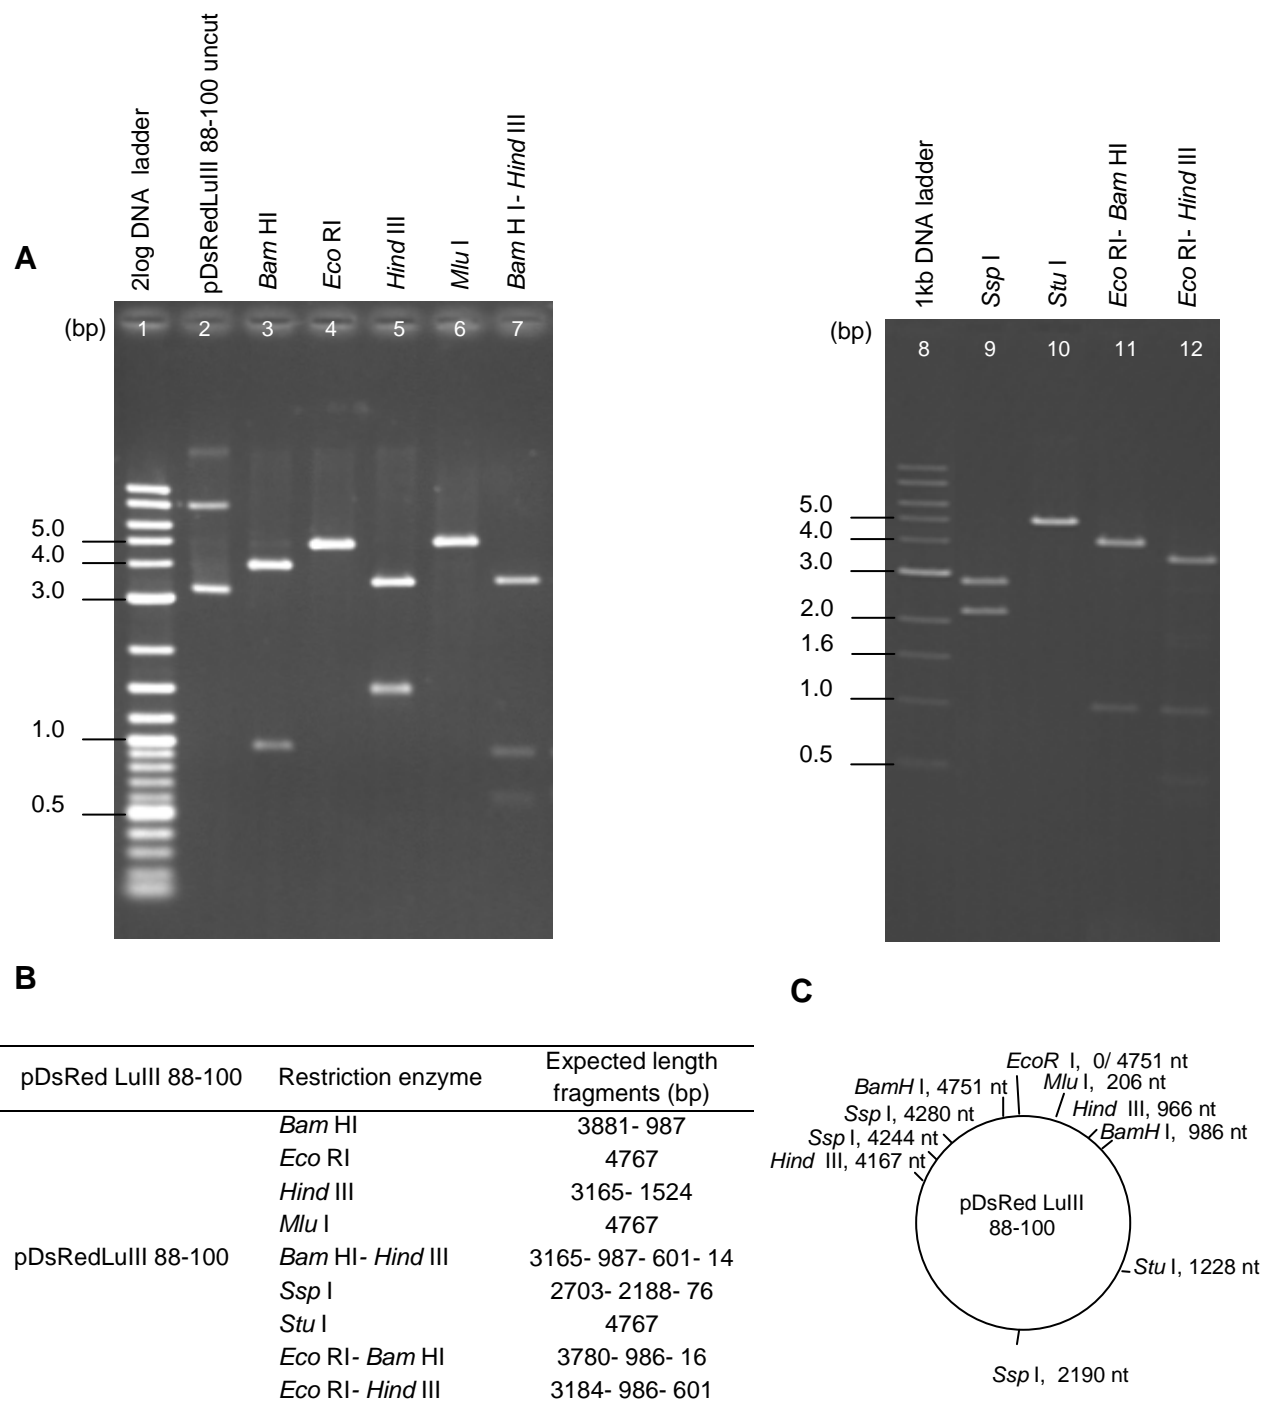 A
2log DNA ladder
pDsRedLuIII 88-100 uncut
Bam HI
Eco RI
Hind III
Mlu I
Bam H I- Hind III
(bp)
1 2 3 4 5 6 7
5.0
4.0
3.0
1.0
0.5
1kb DNA ladder
Ssp I
Stu I
Eco RI- Bam HI
Eco RI- Hind III
(bp)
8 9 10 11 12
5.0
4.0
3.0
2.0
1.6
1.0
0.5
B
pDsRed LuIII 88-100 Restriction enzyme Expected length
fragments (bp)
Bam HI 3881- 987
Eco RI 4767
Hind III 3165- 1524
Mlu I 4767
pDsRedLuIII 88-100 Bam HI- Hind III 3165- 987- 601- 14
Ssp I 2703- 2188- 76
Stu I 4767
Eco RI- Bam HI 3780- 986- 16
Eco RI- Hind III 3184- 986- 601
C
EcoR I, 0/ 4751 nt
BamH I, 4751 nt
Mlu I, 206 nt
Ssp I, 4280 nt
Hind III, 966 nt
Ssp I, 4244 nt
BamH I, 986 nt
Hind III, 4167 nt
pDsRed LuIII
88-100
Stu I, 1228 nt
Ssp I, 2190 nt